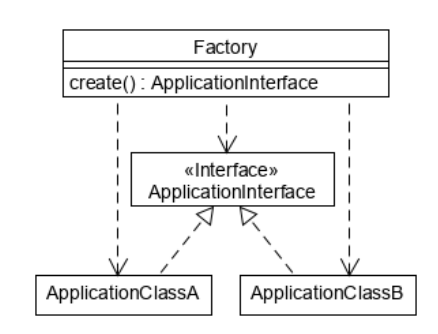 Factory
create() : ApplicationInterface
«Interface»
ApplicationInterface
ApplicationClassA
ApplicationClassB